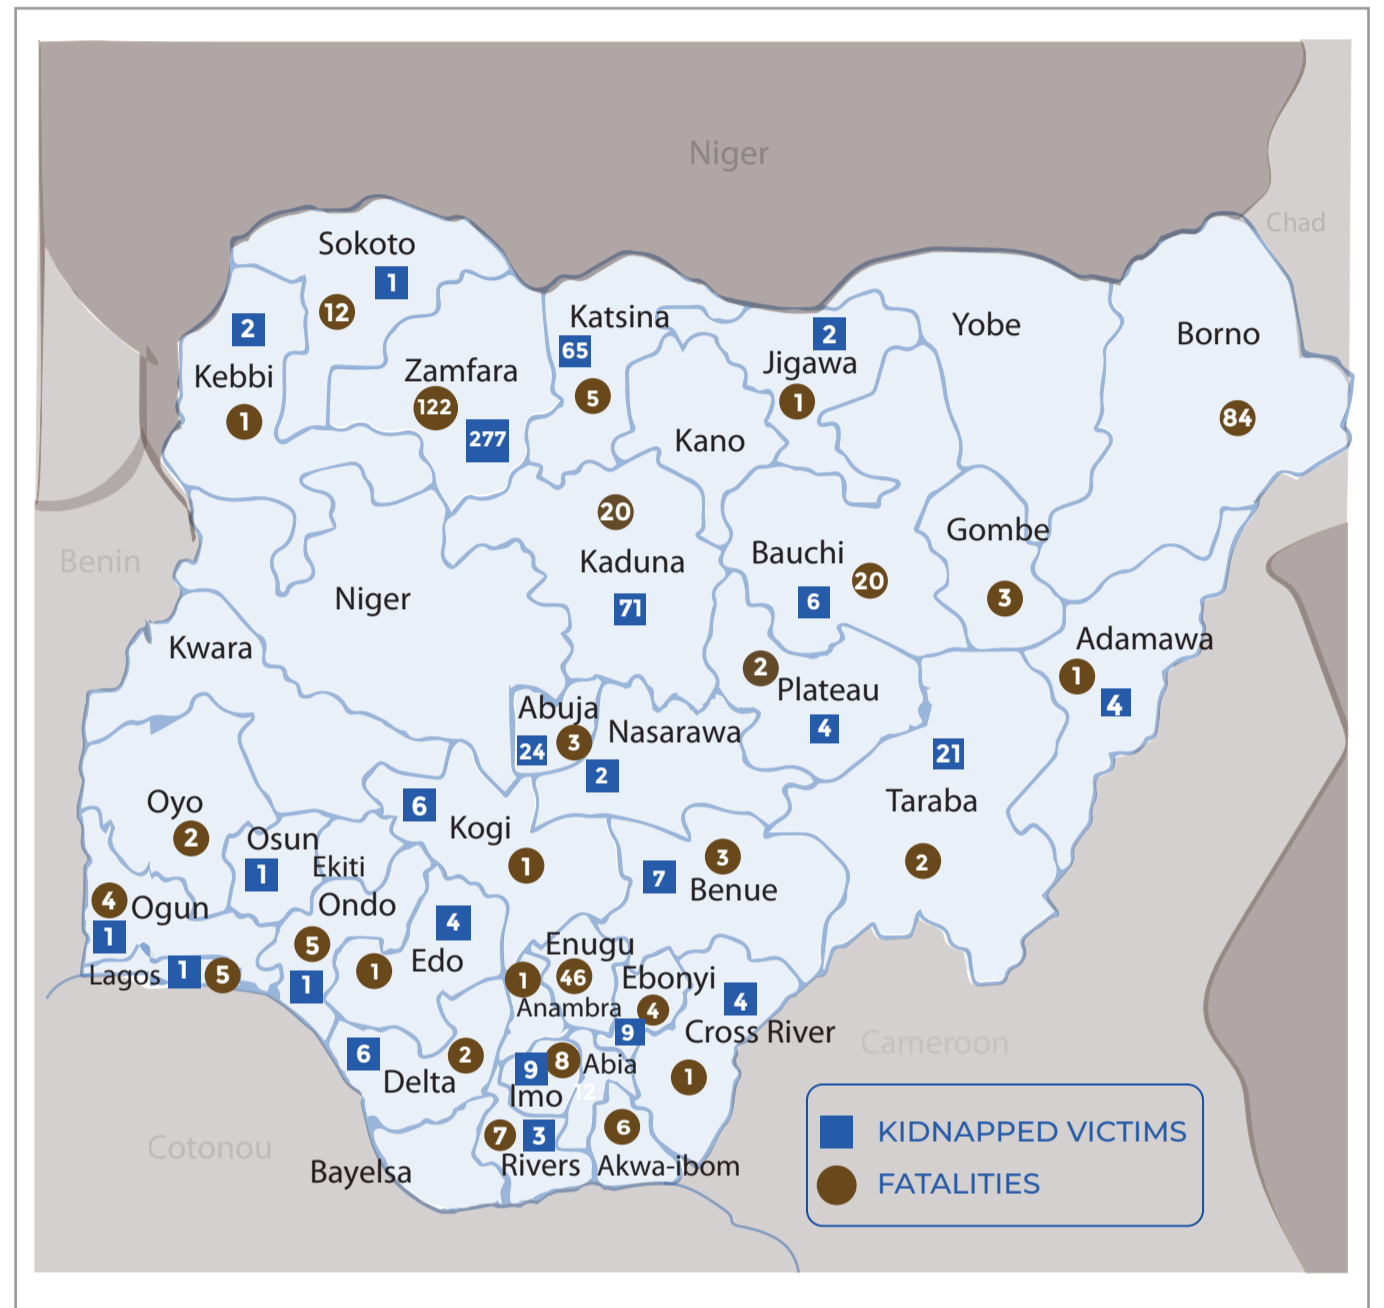 Niger
Chad
Sokoto
1
12
2
Kebbi
1
Zamfara
122
277
Katsina
65
5
2
Jigawa
1
Yobe
Borno
84
Kano
20
Kaduna
71
Bauchi
20
6
Gombe
3
Benin
Niger
Kwara
Adamawa
1
4
2
Plateau
4
Abuja
24
3
Nasarawa
2
21
Taraba
2
Oyo
2
6
Kogi
1
Osun
1
Ekiti
7
3
Benue
4
Ogun
1
Ondo
5
1
4
Edo
1
Lagos
1
5
Enugu
46
1
Anambra
Ebonyi
4
9
4
Cross River
1
Cameroon
6
2
Delta
9
8
Abia
Imo
12
7
3
Rivers
6
Akwa-ibom
Cotonou
Bayelsa
KIDNAPPED VICTIMS
FATALITIES